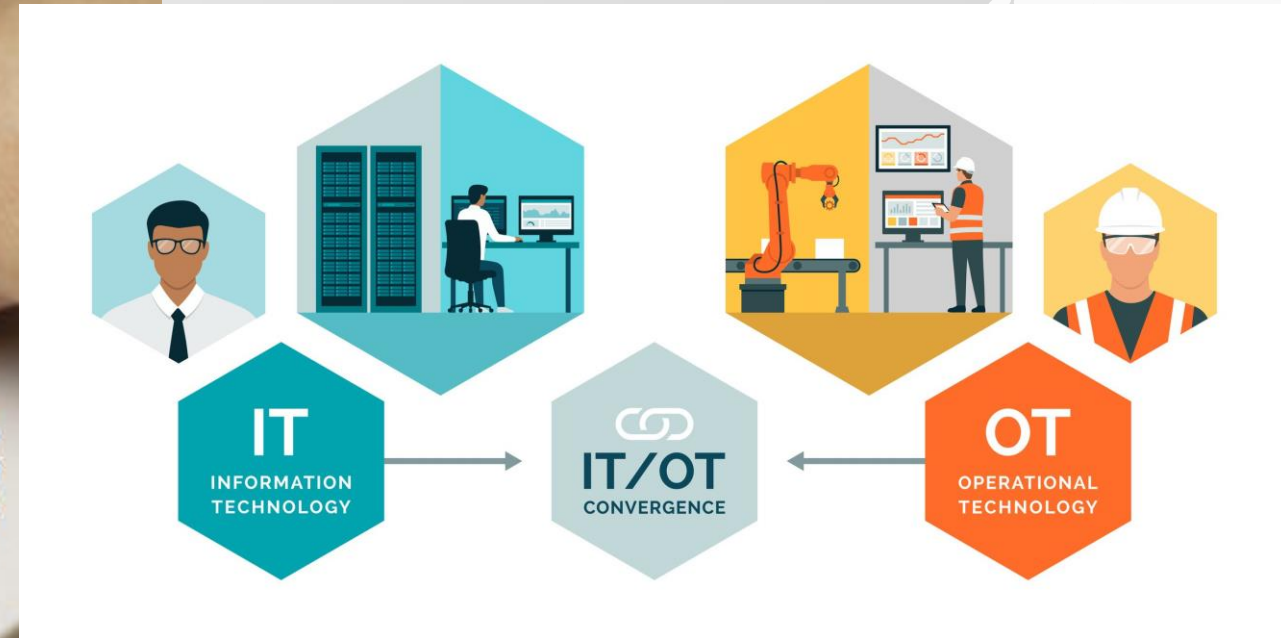 IT
INFORMATION
TECHNOLOGY
IT/OT
CONVERGENCE
OT
OPERATIONAL
TECHNOLOGY